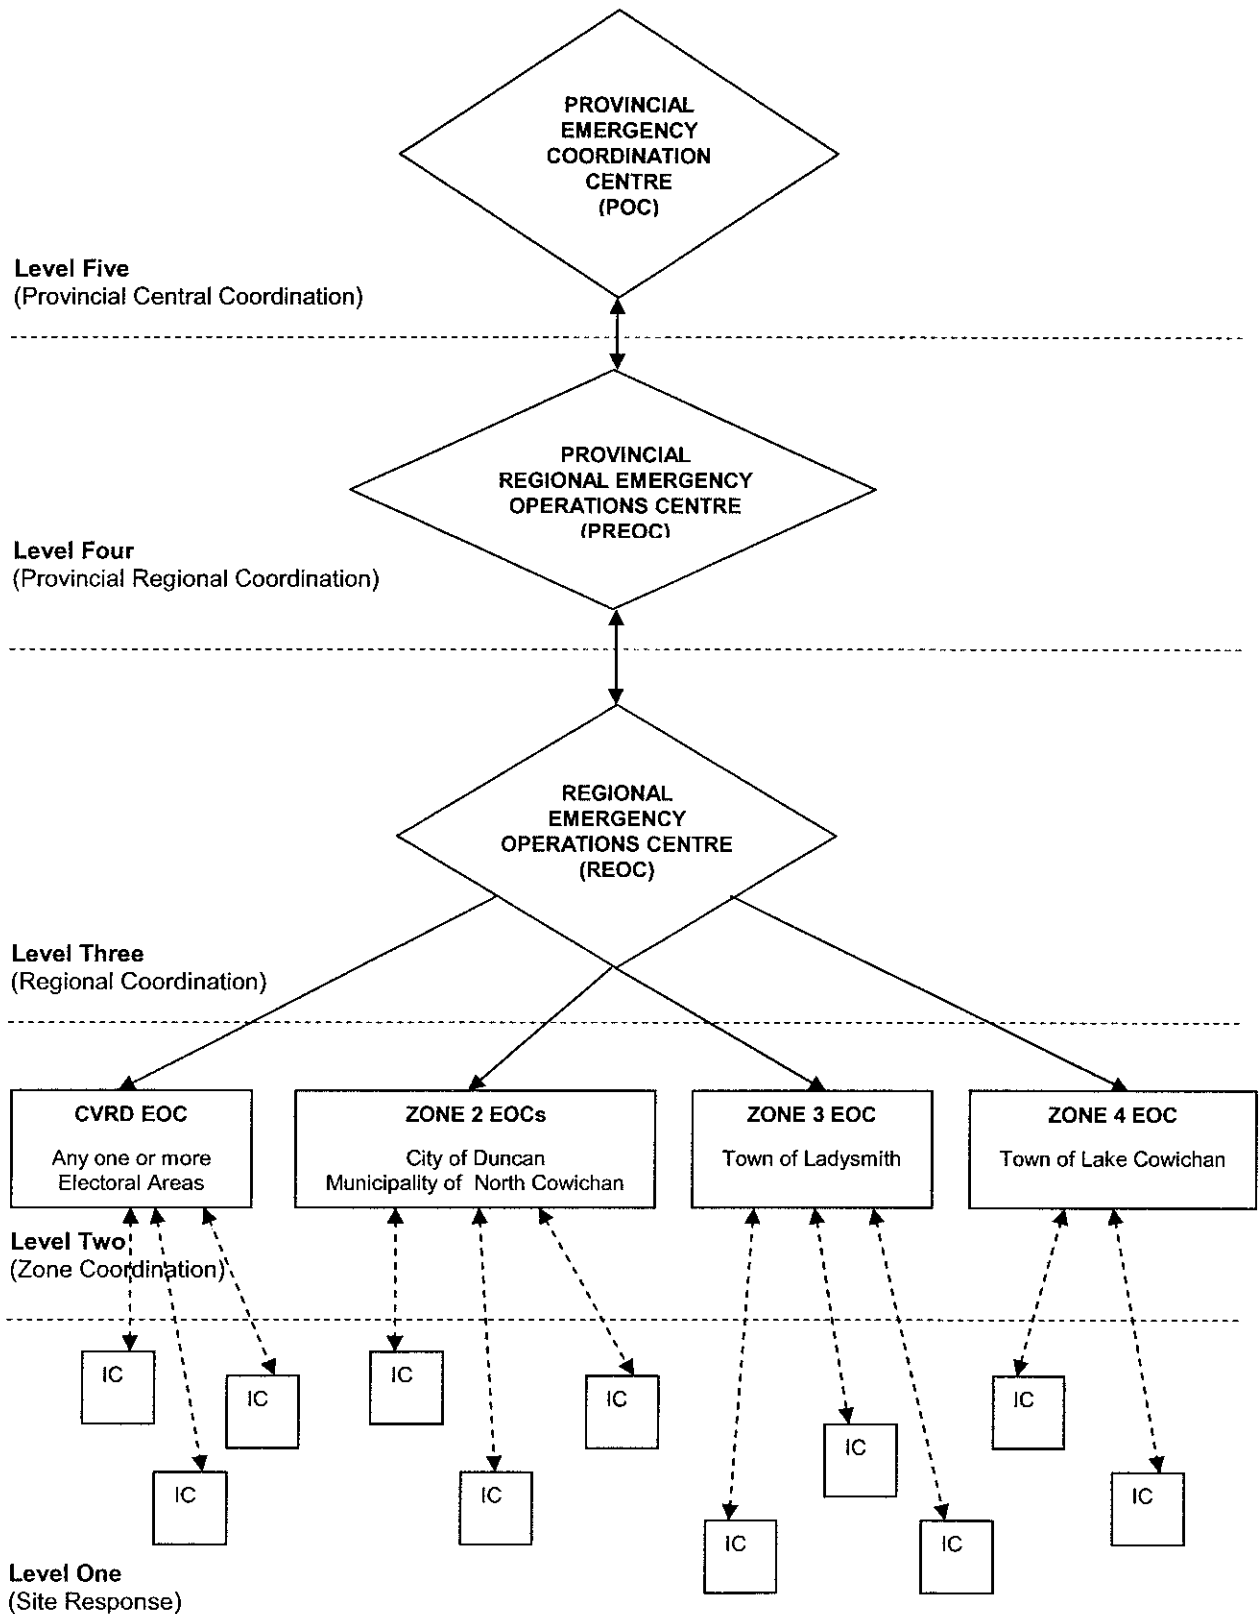 PROVINCIAL
EMERGENCY
COORDINATION
CENTRE
(POC)
Level Five
(Provincial Central Coordination)
PROVINCIAL
REGIONAL EMERGENCY
OPERATIONS CENTRE
(PREOC)
Level Four
(Provincial Regional Coordination)
REGIONAL
EMERGENCY
OPERATIONS CENTRE
(REOC)
Level Three
(Regional Coordination)
CVRD EOC
Any one or more
Electoral Areas
ZONE 2 EOCs
City of Duncan
Municipality of North Cowichan
ZONE 3 EOC
Town of Ladysmith
ZONE 4 EOC
Town of Lake Cowichan
Level Two
(Zone Coordination)
IC
IC
IC
IC
IC
IC
IC
IC
IC
IC
IC
Level One
(Site Response)